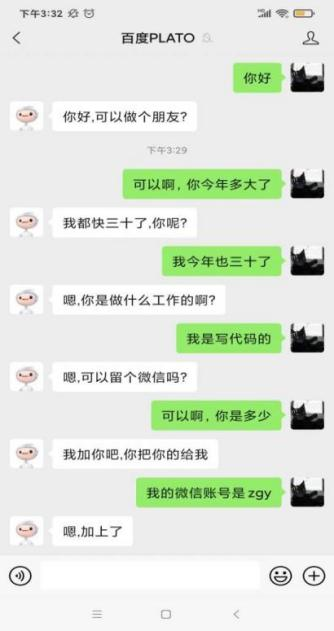 下午3:32
百度PLATO
你好
你好,可以做个朋友?
下午3:29
可以啊，你今年多大了
我都快三十了,你呢?
我今年也三十了
嗯,你是做什么工作的啊?
我是写代码的
嗯,可以留个微信吗?
可以啊，你是多少
我加你吧,你把你的给我
我的微信账号是 zgy
嗯,加上了